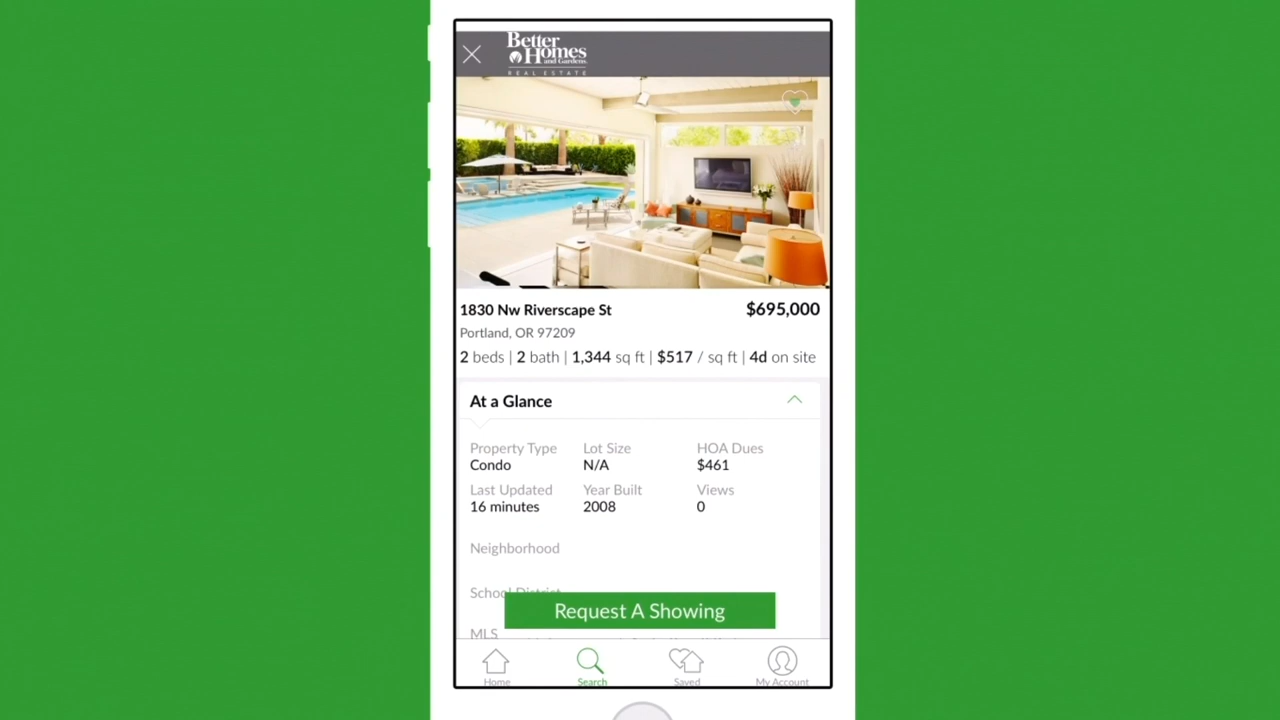 Better
Homes
and Gardens
REAL ESTATE
1830 Nw Riverscape St
$695,000
Portland, OR 97209
2 beds | 2 bath | 1,344 sq ft | $517 / sq ft | 4d on site
At a Glance
Property Type Lot Size HOA Dues
Condo N/A $461
Last Updated Year Built Views
16 minutes 2008 0
Neighborhood
School District
Request A Showing
MLS
Home Search Saved My Account